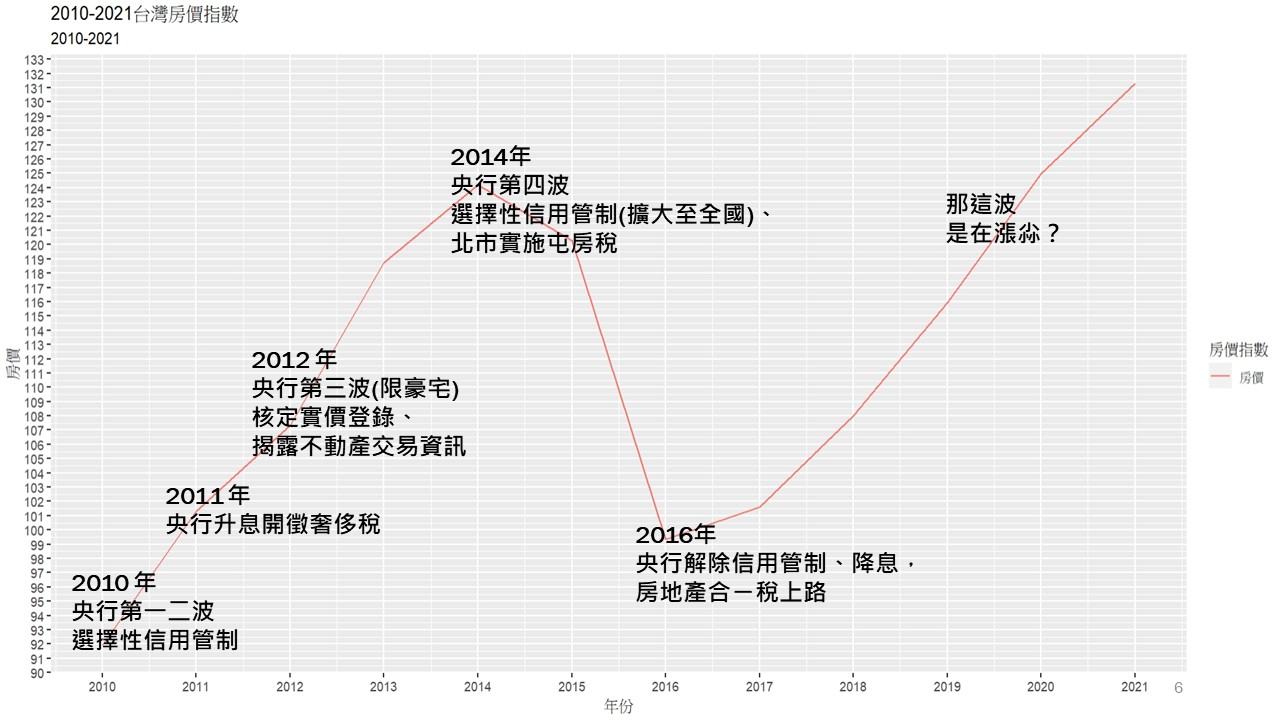 2010-2021台灣房價指數
2010-2021
133
132
131
130
129
128
127
126
125
124
123
122
121
120
119
118
117
116
115
114
113
112
111
110
109
108
107
106
105
104
103
102
101
100
99
98
97
96
95
94
93
92
91
90
房價
2014年
央行第四波
選擇性信用管制(擴大至全國)、
北市實施屯房稅
那這波
是在漲尛？
2012 年
央行第三波(限豪宅)
核定實價登錄、
揭露不動產交易資訊
2011 年
央行升息開徵奢侈稅
2010 年
央行第一二波
選擇性信用管制
2016年
央行解除信用管制、降息，
房地產合一稅上路
房價指數
房價
2010 2011 2012 2013 2014 2015 2016 2017 2018 2019 2020 2021
年份
6